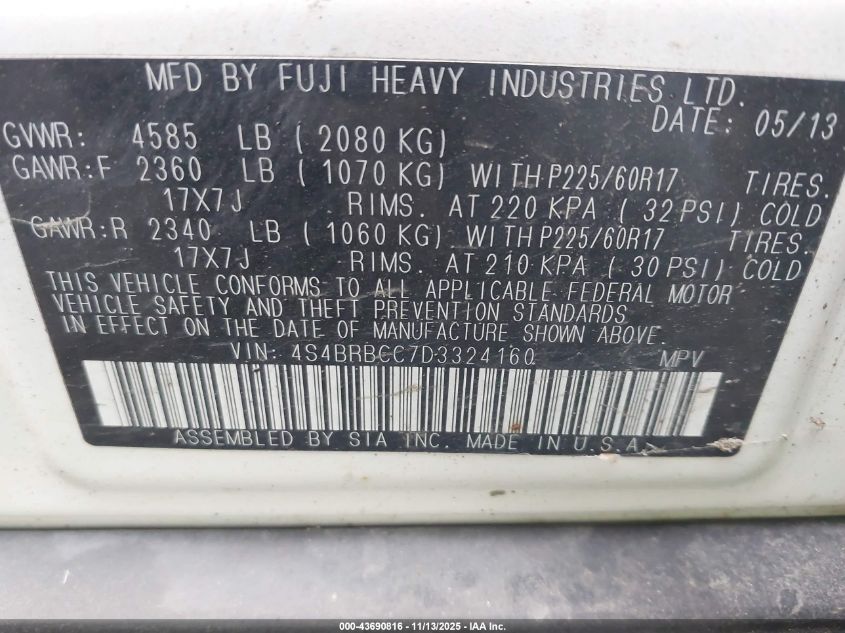 MFD BY FUJI HEAVY INDUSTRIES LTD.
DATE: 05/13
GVWR: 4585 LB ( 2080 KG)
GAWR:F 2360 LB ( 1070 KG) WITH P225/60R17 TIRES.
17X7J RIMS. AT 220 KPA ( 32 PSI) COLD
GAWR:R 2340 LB ( 1060 KG) WITH P225/60R17 TIRES.
17X7J RIMS. AT 210 KPA ( 30 PSI) COLD
THIS VEHICLE CONFORMS TO ALL APPLICABLE FEDERAL MOTOR
VEHICLE SAFETY AND THEFT PREVENTION STANDARDS
IN EFFECT ON THE DATE OF MANUFACTURE SHOWN ABOVE.
VIN: 4S4BRBCC7D3324160 MPV
ASSEMBLED BY SIA INC. MADE IN U.S.A.
000-43690816 - 11/13/2025 - IAA Inc.